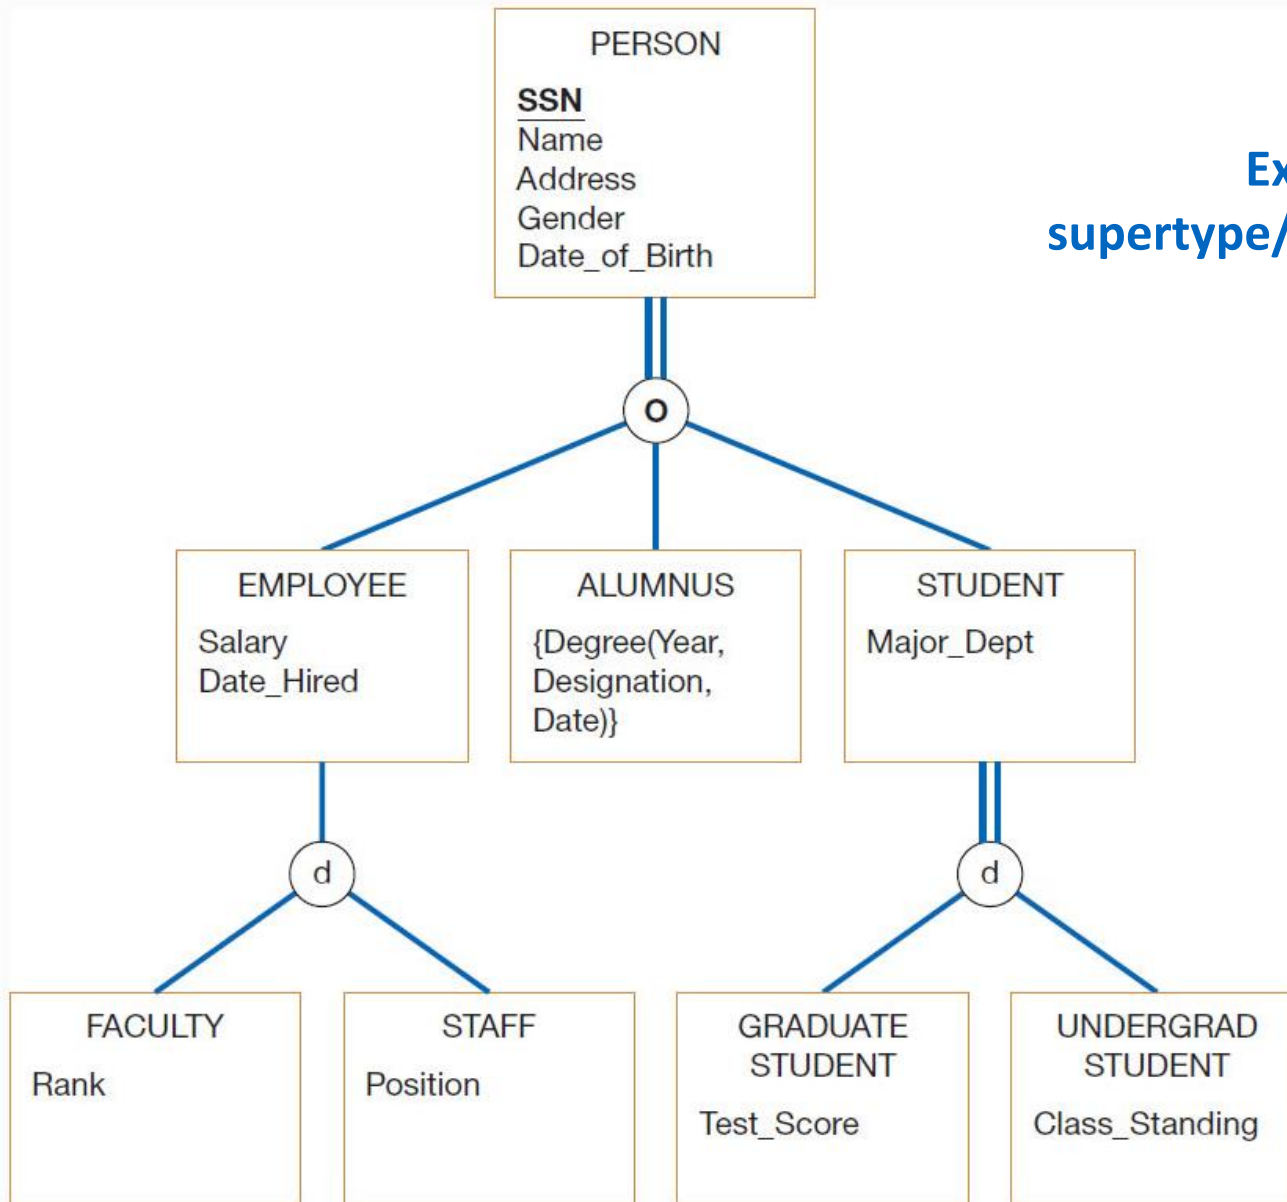 PERSON
SSN
Name
Address
Gender
Date_of_Birth
Ex
supertype/
O
EMPLOYEE
Salary
Date_Hired
ALUMNUS
{Degree(Year,
Designation,
Date)}
STUDENT
Major_Dept
d
d
FACULTY
Rank
STAFF
Position
GRADUATE
STUDENT
Test_Score
UNDERGRAD
STUDENT
Class_Standing